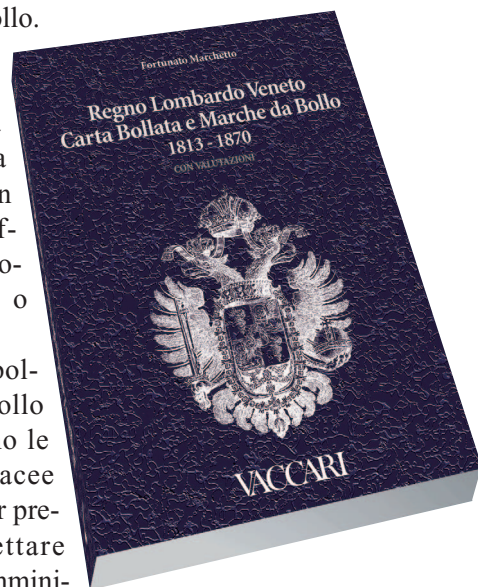 ollo.
a
n
f-
o-
o
bol-
ollo
o le
acee
r pre-
ettare
mmini-
Fortunato Marchetto
Regno Lombardo Veneto
Carta Bollata e Marche da Bollo
1813 - 1870
CON VALUTAZIONI
VACCARI